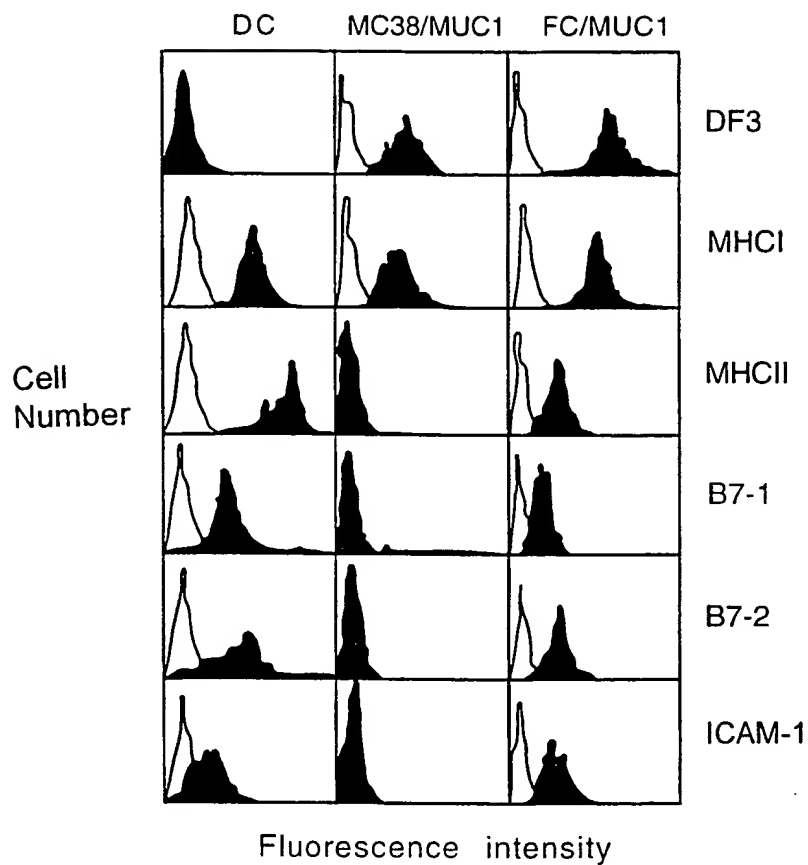 DC MC38/MUC1 FC/MUC1
DF3
MHCI
MHCII
Cell
Number
B7-1
B7-2
ICAM-1
Fluorescence intensity